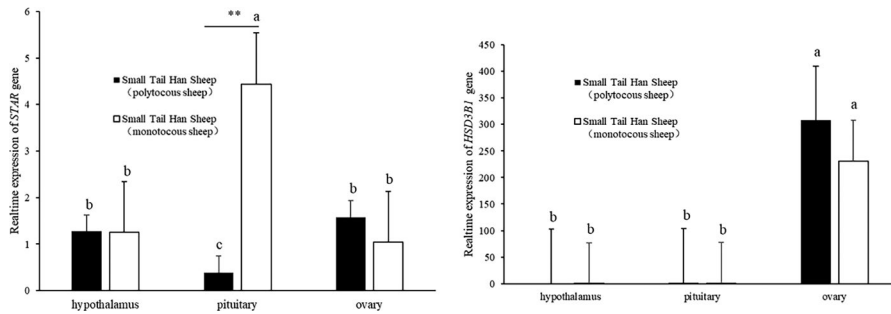 Realtime expression of STAR gene
6
5
4
3
2
1
0
**
a
b
b
c
b
b
Small Tail Han Sheep
（polytocous sheep）
Small Tail Han Sheep
（monotocous sheep）
hypothalamus
pituitary
ovary
Realtime expression of HSD3B1 gene
450
400
350
300
250
200
150
100
50
0
a
a
b
b
b
b
Small Tail Han Sheep
（polytocous sheep）
Small Tail Han Sheep
（monotocous sheep）
hypothalamus
pituitary
ovary